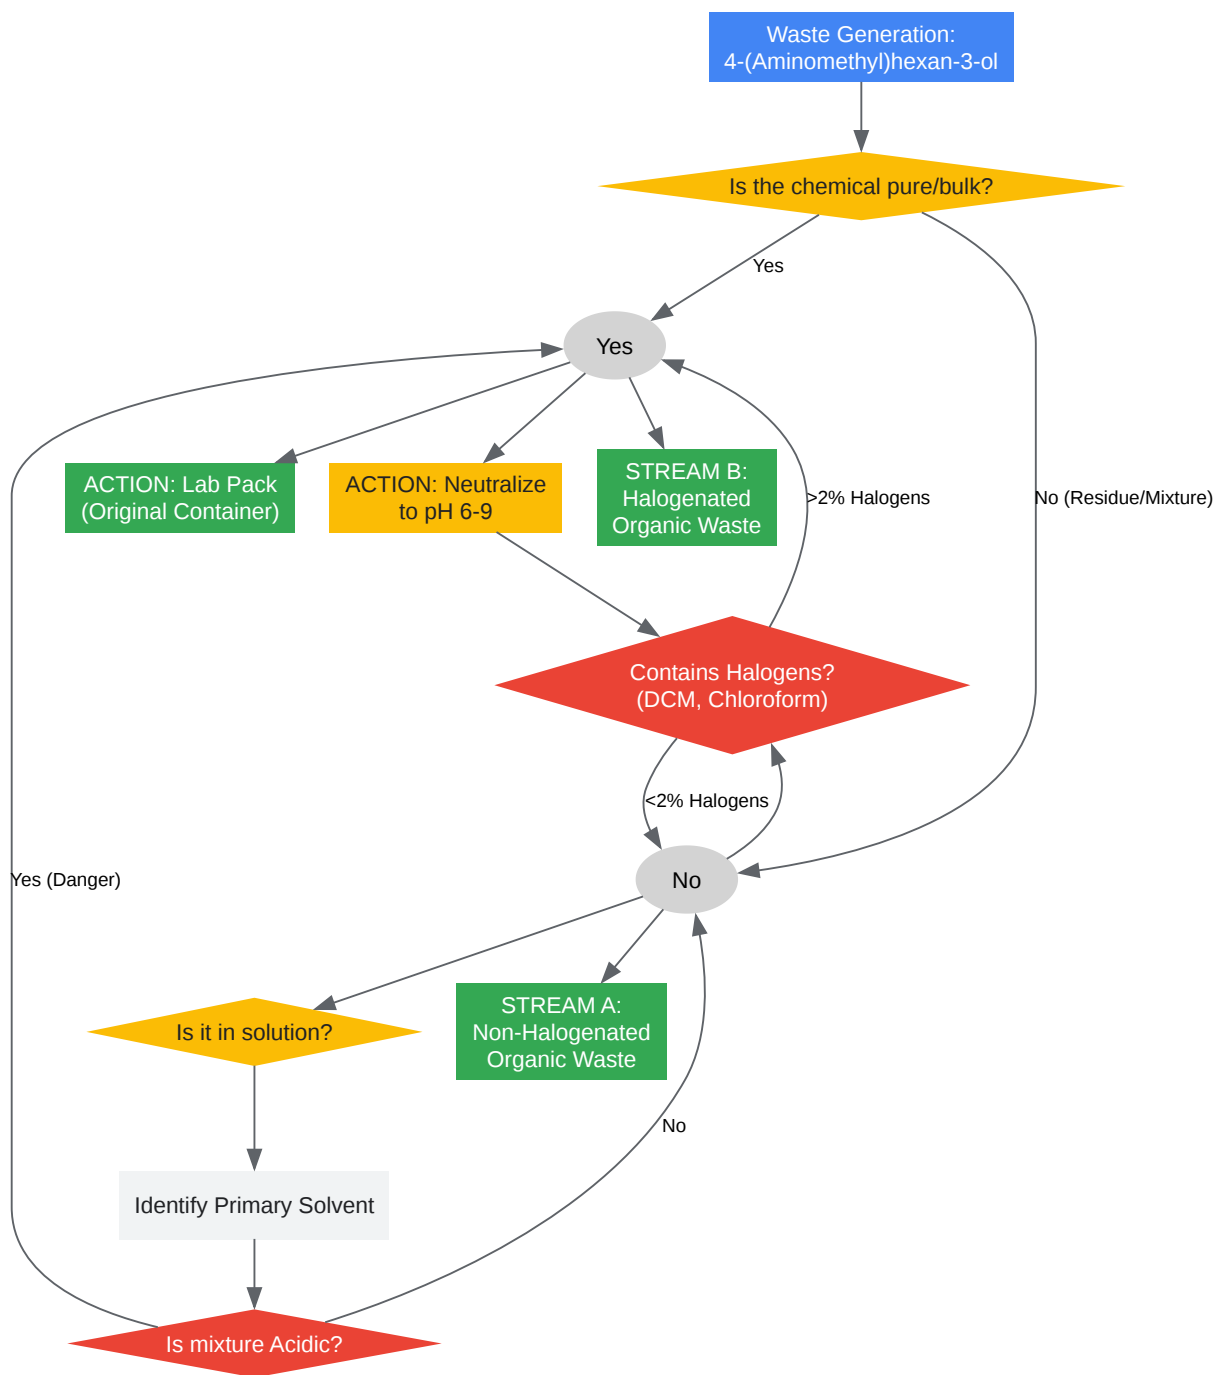 Waste Generation:
4-(Aminomethyl)hexan-3-ol
Is the chemical pure/bulk?
Yes
Yes
ACTION: Lab Pack
(Original Container)
ACTION: Neutralize
to pH 6-9
STREAM B:
Halogenated
Organic Waste
>2% Halogens
No (Residue/Mixture)
Contains Halogens?
(DCM, Chloroform)
<2% Halogens
Yes (Danger)
No
Is it in solution?
STREAM A:
Non-Halogenated
Organic Waste
No
Identify Primary Solvent
Is mixture Acidic?